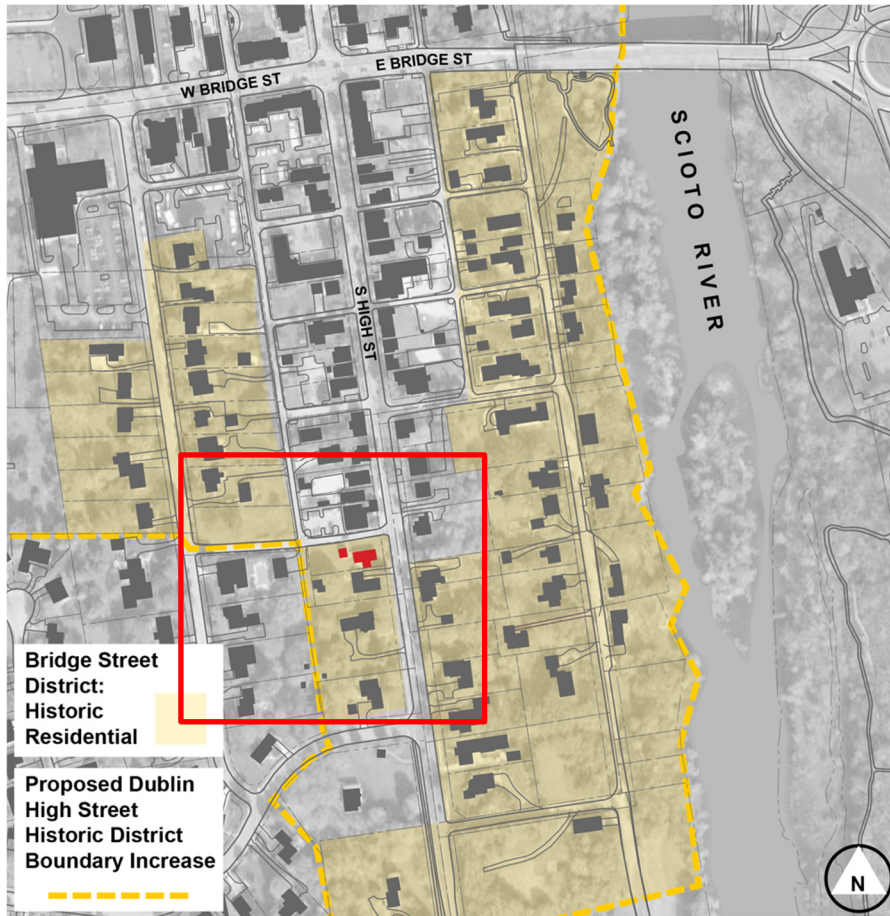 W BRIDGE ST
E BRIDGE ST
SCIOTO RIVER
S HIGH ST
Bridge Street
District:
Historic
Residential
Proposed Dublin
High Street
Historic District
Boundary Increase
N